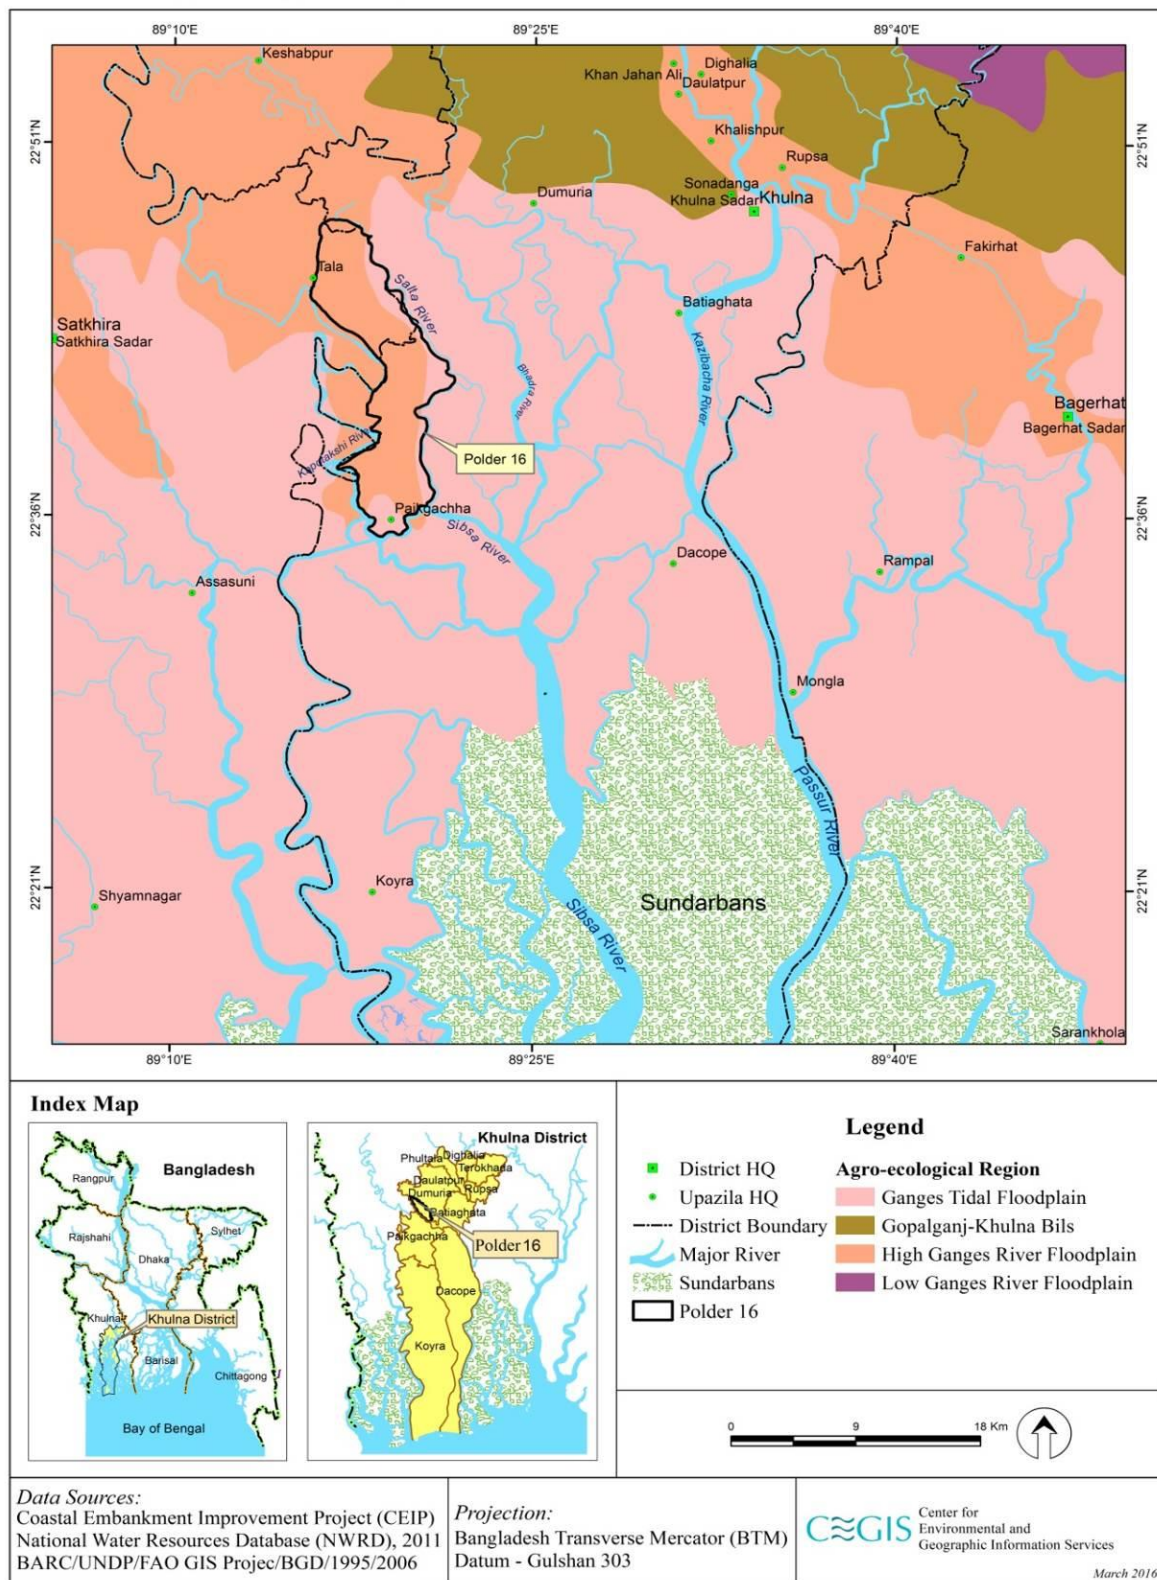 89°10'E
89°25'E
89°40'E
Keshabpur
Dighalia
Khan Jahan Ali
Daulatpur
22°51'N
22°51'N
Khalishpur
Rupsa
Sonadanga
Dumuria
Khulna Sadar
Khulna
Fakirhat
Tala
Salta River
Batiaghata
Satkhira
Satkhira Sadar
Kazibacha River
Bhadra River
Bagerhat
Bagerhat Sadar
Kapotakshi River
Polder 16
22°36'N
22°36'N
Paikgachha
Sibsa River
Dacope
Rampal
Assasuni
Mongla
Passur River
22°21'N
22°21'N
Koyra
Shyamnagar
Sundarbans
Sibsa River
Sarankhola
89°10'E
89°25'E
89°40'E
Index Map
Bangladesh
Rangpur
Sylhet
Rajshahi
Dhaka
Khulna
Khulna District
Barisal
Chittagong
Bay of Bengal
Khulna District
Phultala
Dighalia
Terokhada
Daulatpur
Dumuria
Rupsa
Batiaghata
Paikgachha
Polder 16
Dacope
Koyra
Legend
District HQ
Upazila HQ
District Boundary
Major River
Sundarbans
Polder 16
Agro-ecological Region
Ganges Tidal Floodplain
Gopalganj-Khulna Bils
High Ganges River Floodplain
Low Ganges River Floodplain
0 9 18 Km
Data Sources:
Coastal Embankment Improvement Project (CEIP)
National Water Resources Database (NWRD), 2011
BARC/UNDP/FAO GIS Projec/BGD/1995/2006
Projection:
Bangladesh Transverse Mercator (BTM)
Datum - Gulshan 303
CEGIS
Center for
Environmental and
Geographic Information Services
March 2016